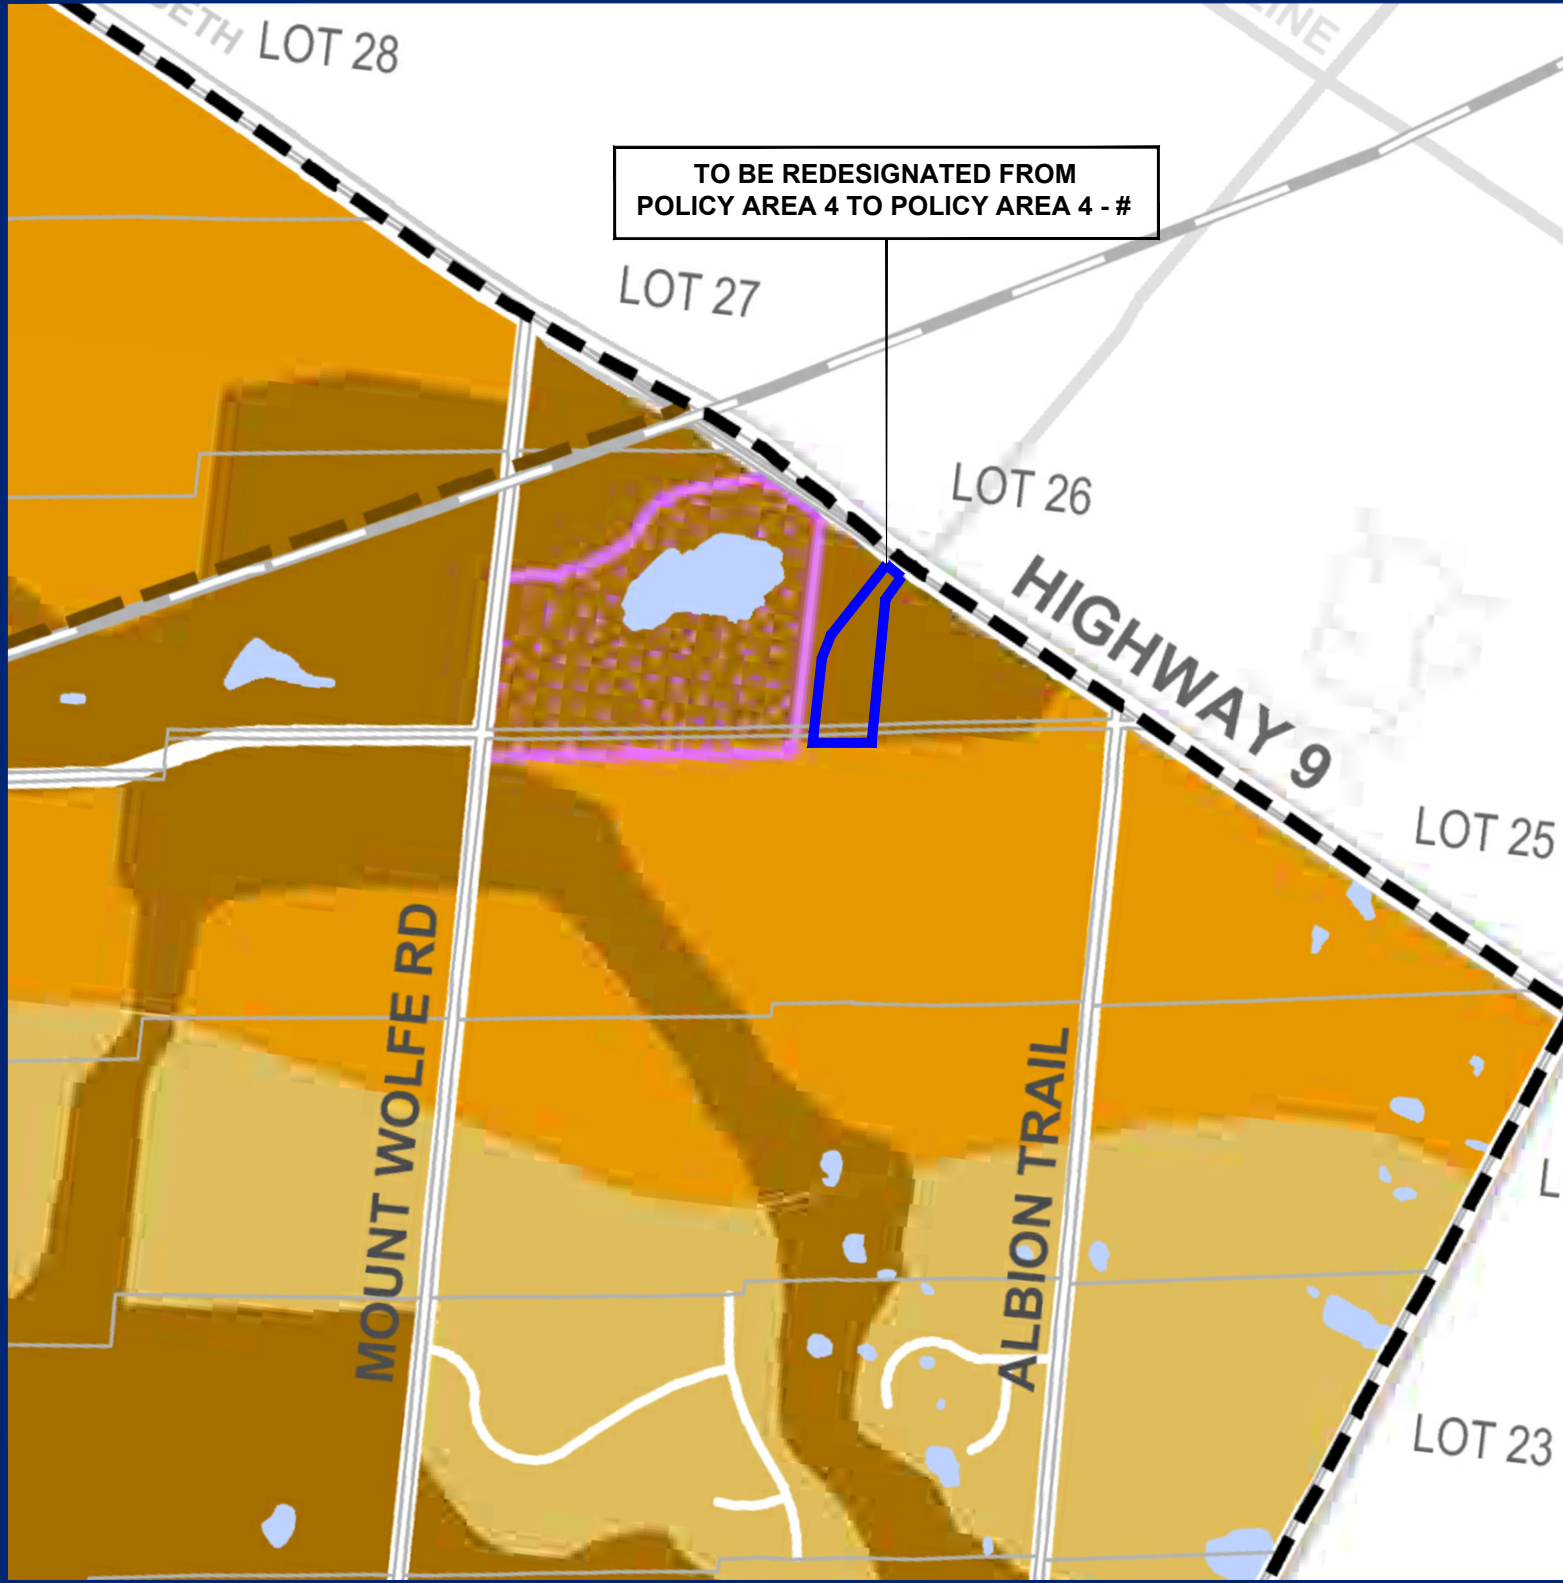 LOT 28
LINE
TO BE REDESIGNATED FROM
POLICY AREA 4 TO POLICY AREA 4 - #
LOT 27
LOT 26
HIGHWAY 9
LOT 25
MOUNT WOLFE RD
ALBION TRAIL
LOT 23